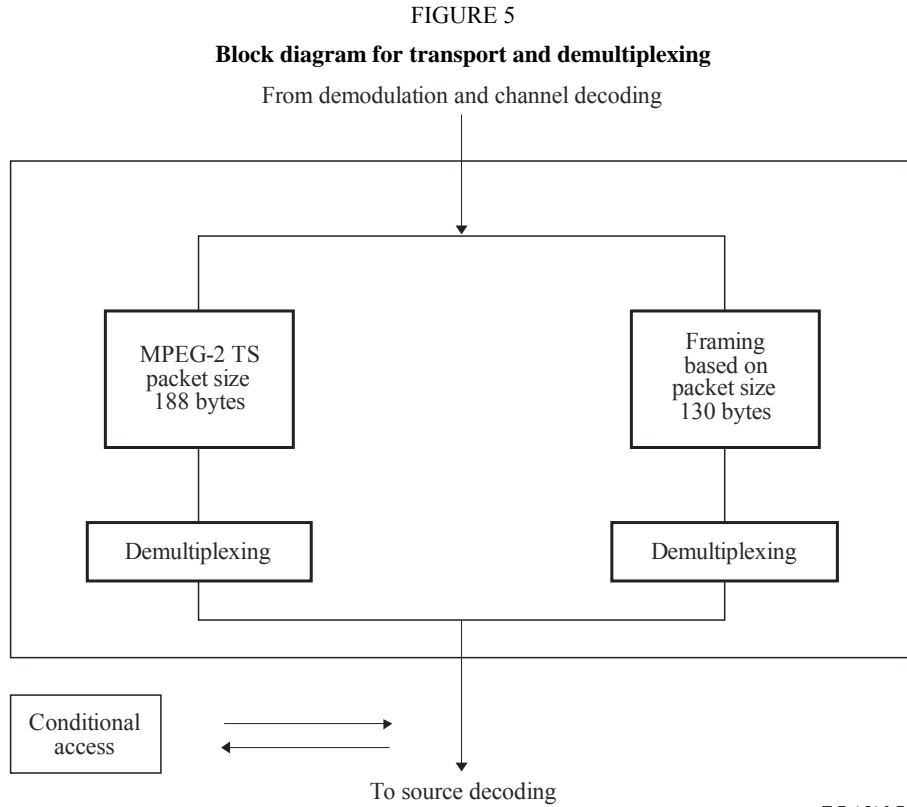 FIGURE 5
Block diagram for transport and demultiplexing
From demodulation and channel decoding
MPEG-2 TS
packet size
188 bytes
Framing
based on
packet size
130 bytes
Demultiplexing
Demultiplexing
Conditional
access
To source decoding